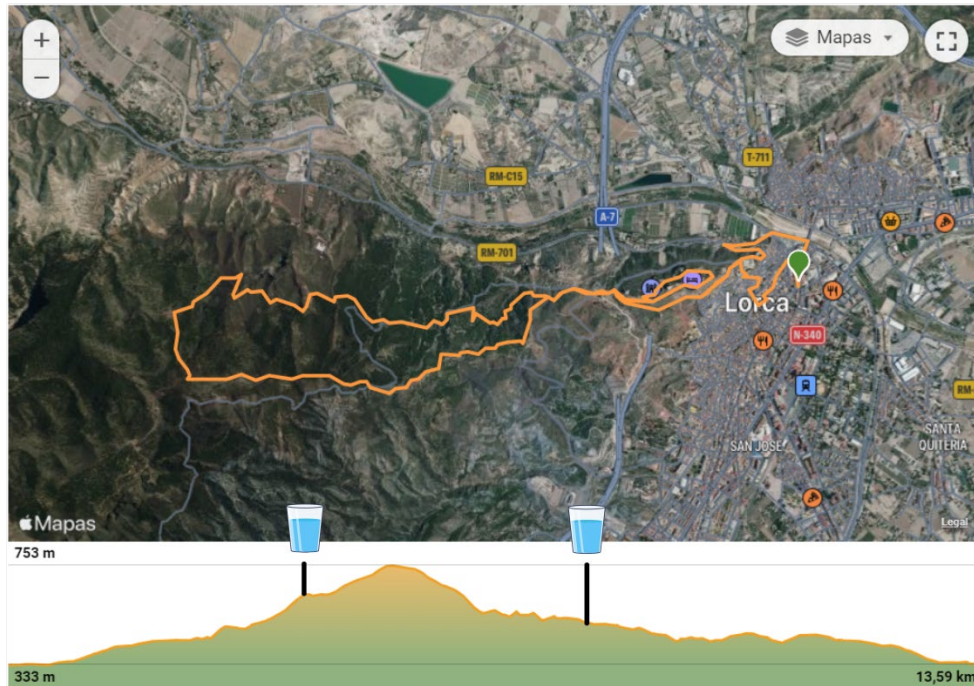 +
Mapas
−
T-711
RM-C15
A-7
RM-701
Lorca
N-340
RM-
SANTA
QUITERIA
SAN JOSE
Mapas
Legal
753 m
333 m
13,59 km